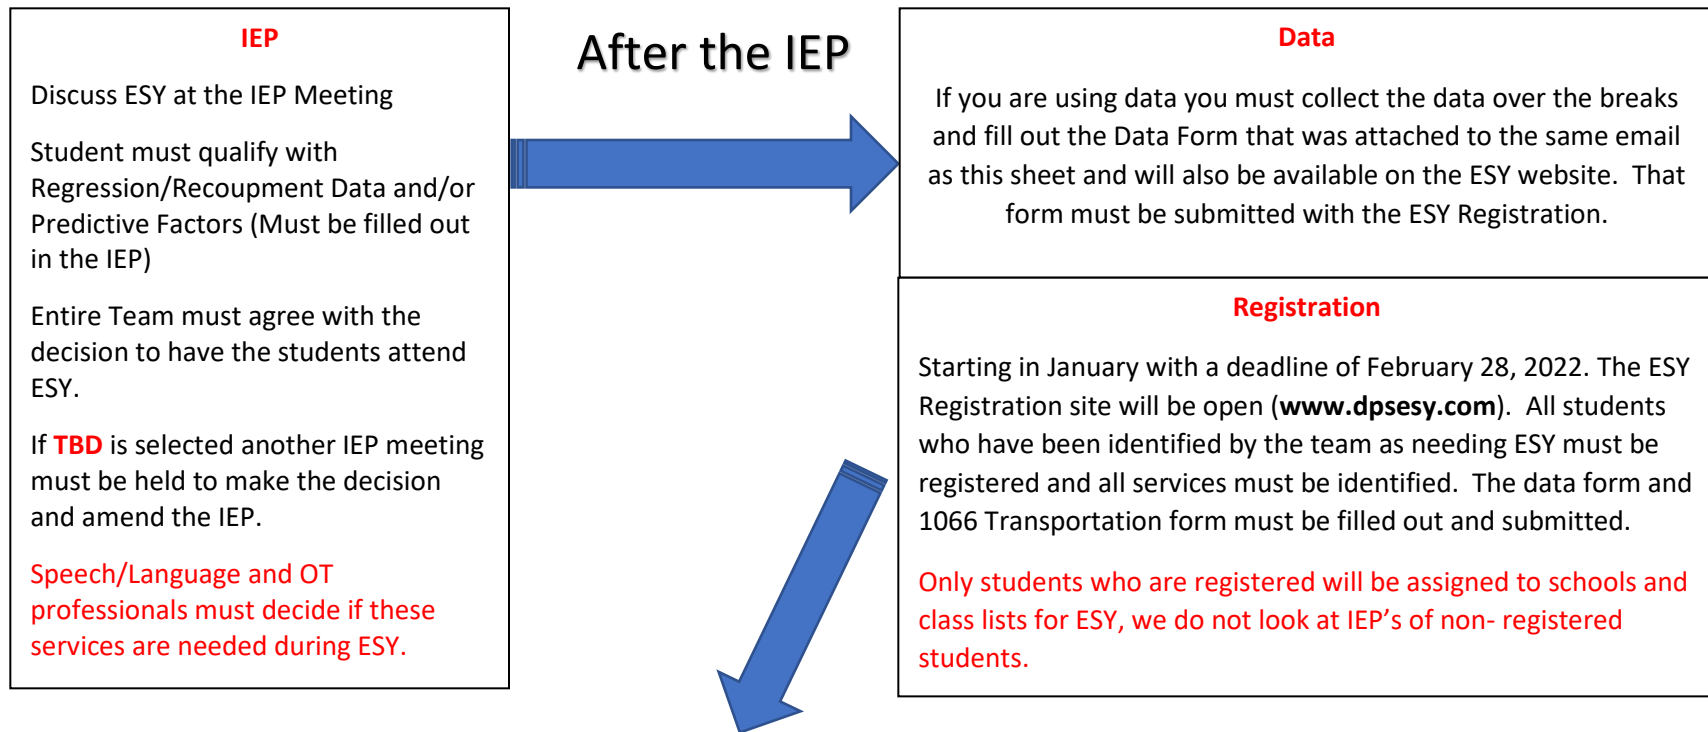 IEP
Discuss ESY at the IEP Meeting
Student must qualify with
Regression/Recoupment Data and/or
Predictive Factors (Must be filled out
in the IEP)
Entire Team must agree with the
decision to have the students attend
ESY.
If TBD is selected another IEP meeting
must be held to make the decision
and amend the IEP.
Speech/Language and OT
professionals must decide if these
services are needed during ESY.
After the IEP
Data
If you are using data you must collect the data over the breaks
and fill out the Data Form that was attached to the same email
as this sheet and will also be available on the ESY website.  That
form must be submitted with the ESY Registration.
Registration
Starting in January with a deadline of February 28, 2022. The ESY
Registration site will be open (www.dpsesy.com).  All students
who have been identified by the team as needing ESY must be
registered and all services must be identified.  The data form and
1066 Transportation form must be filled out and submitted.
Only students who are registered will be assigned to schools and
class lists for ESY, we do not look at IEP’s of non- registered
students.